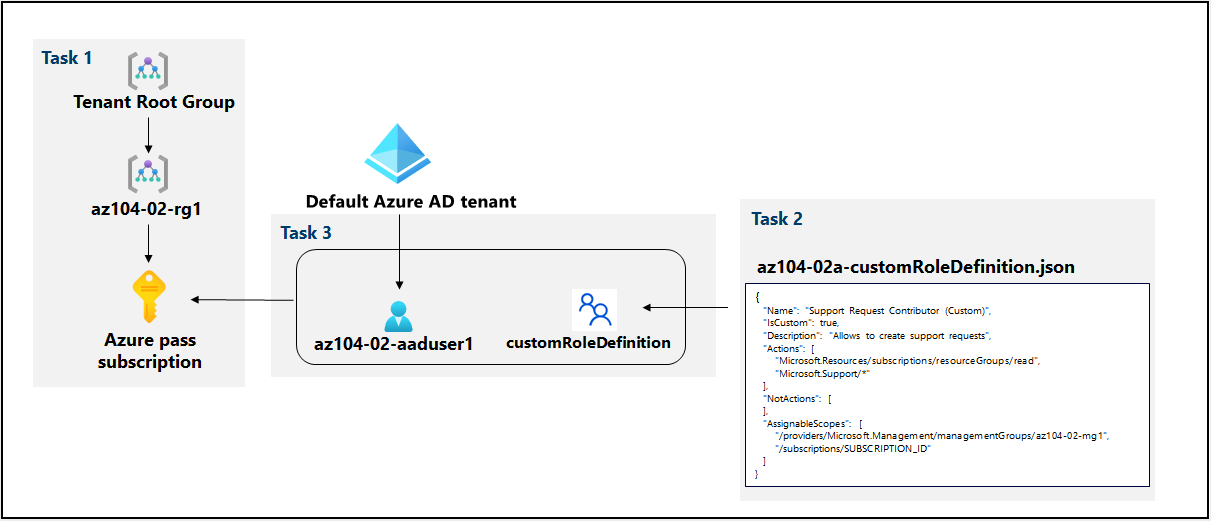 Task 1
Tenant Root Group
az104-02-rg1
Azure pass
subscription
Default Azure AD tenant
Task 3
az104-02-aaduser1
customRoleDefinition
Task 2
az104-02a-customRoleDefinition.json
{
"Name": "Support Request Contributor (Custom)",
"IsCustom": true,
"Description": "Allows to create support requests",
"Actions": [
"Microsoft.Resources/subscriptions/resourceGroups/read",
"Microsoft.Support/*"
],
"NotActions": [
],
"AssignableScopes": [
"/providers/Microsoft.Management/managementGroups/az104-02-mg1",
"/subscriptions/SUBSCRIPTION_ID"
]
}